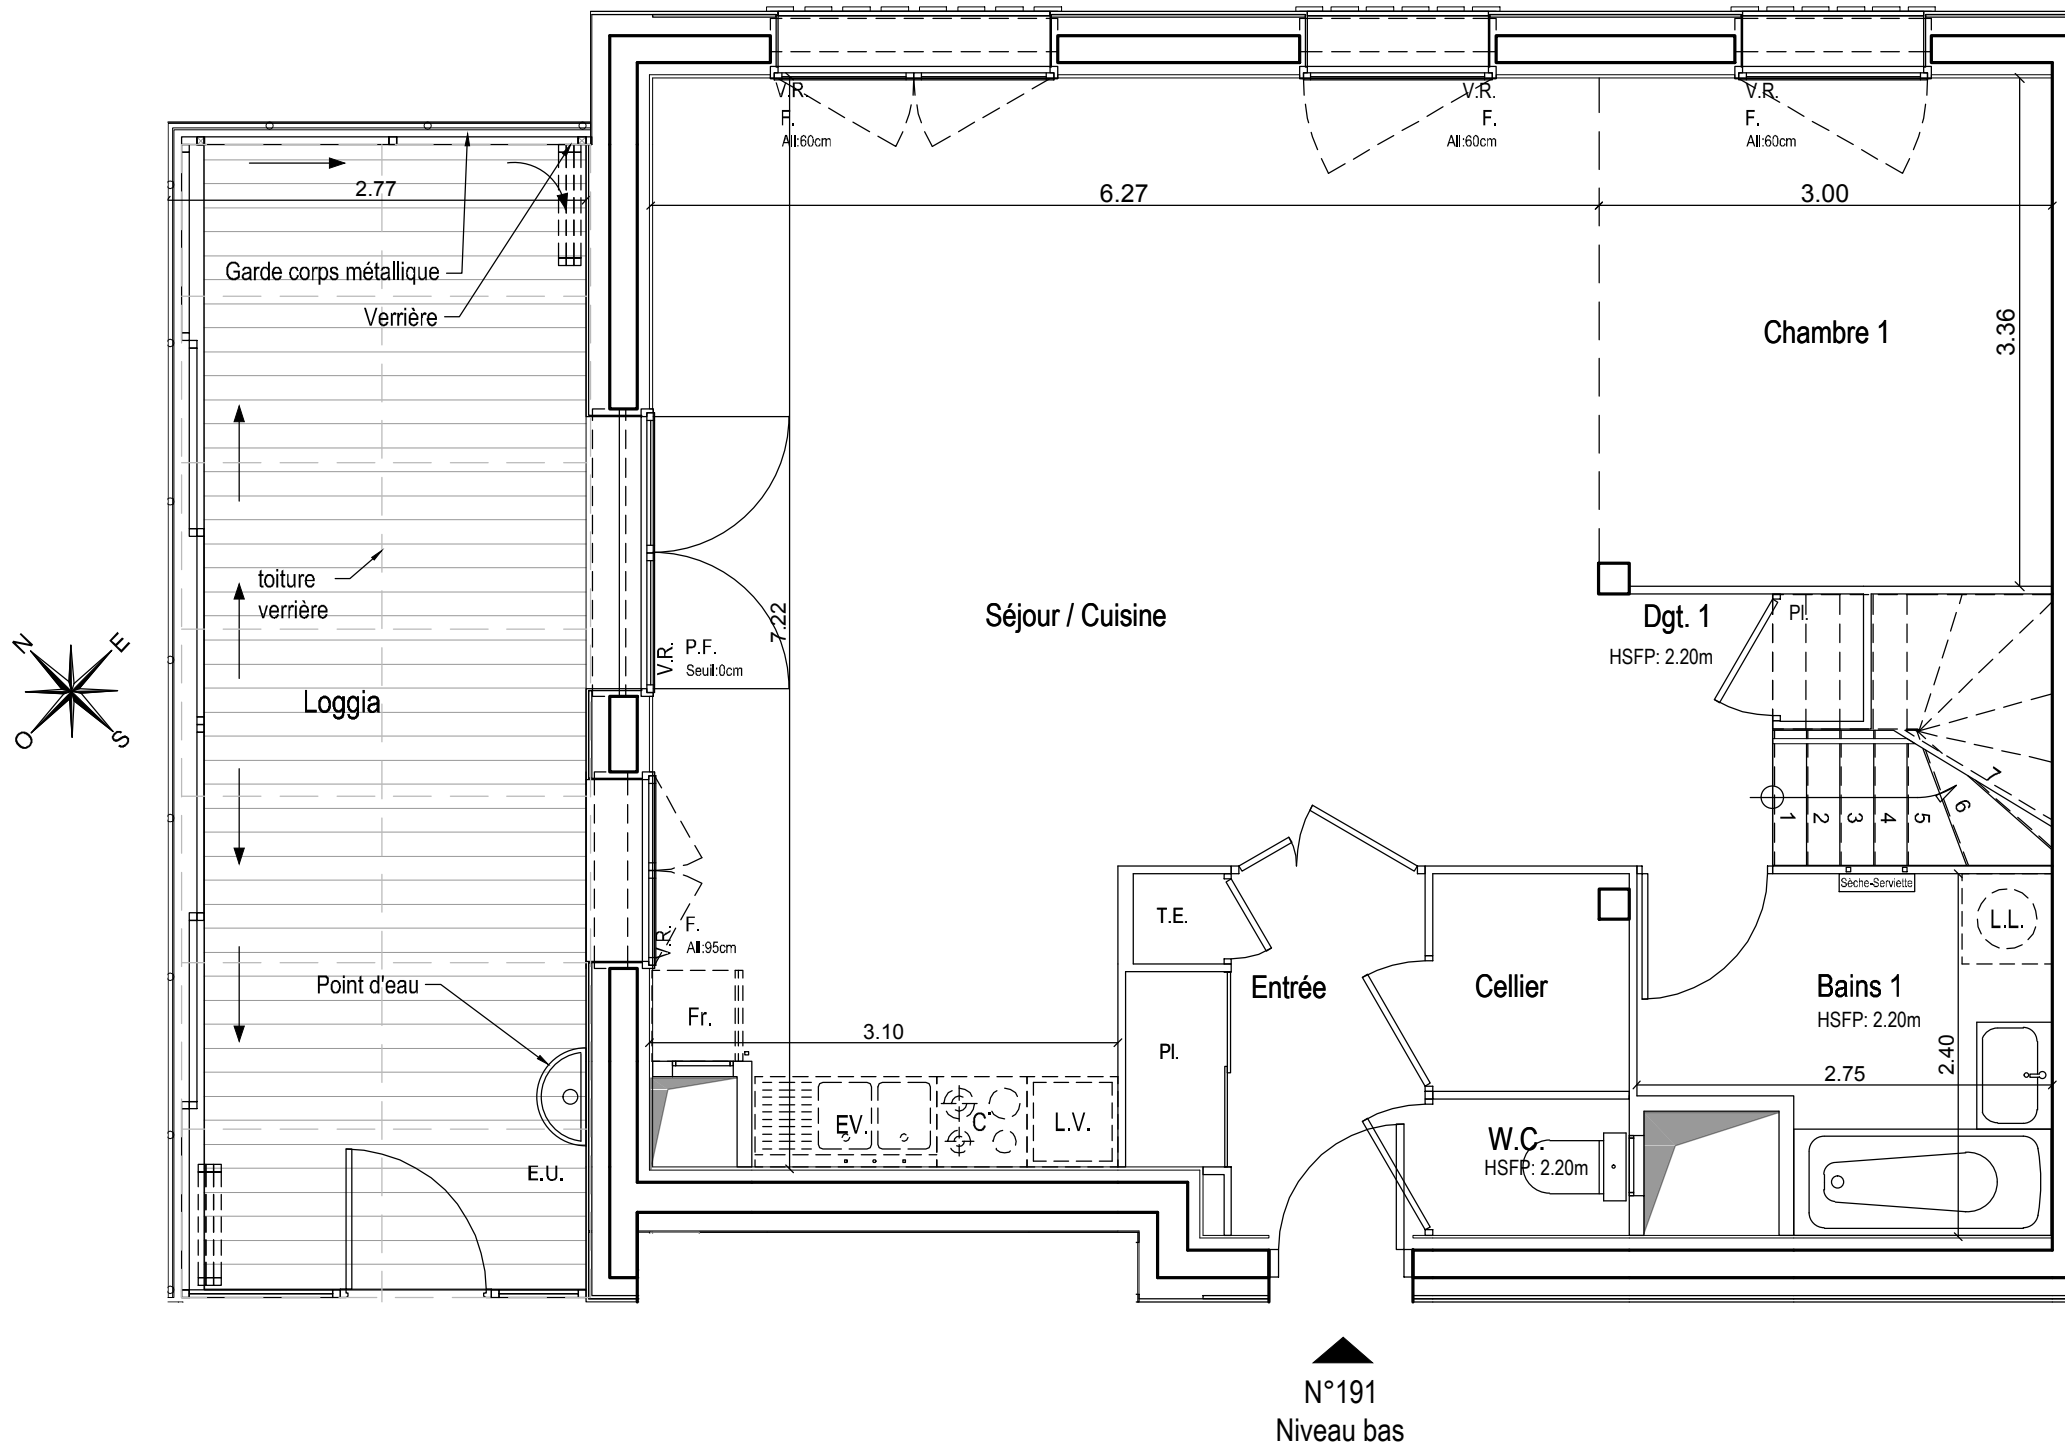 V.R.
F.
All:60cm
V.R.
F.
All:60cm
V.R.
F.
All:60cm
2.77
6.27
3.00
Garde corps métallique
Verrière
Chambre 1
3.36
toiture
verrière
Séjour / Cuisine
7.22
Dgt. 1
HSFP: 2.20m
Pl.
N
E
O
S
Loggia
V.R.
P.F.
Seuil:0cm
1
2
3
4
5
6
7
Sèche-Serviette
V.R.
F.
All:95cm
T.E.
L.L.
Point d'eau
Fr.
Entrée
Cellier
Bains 1
HSFP: 2.20m
3.10
Pl.
2.75
2.40
EV.
C
L.V.
W.C.
HSFP: 2.20m
E.U.
N°191
Niveau bas